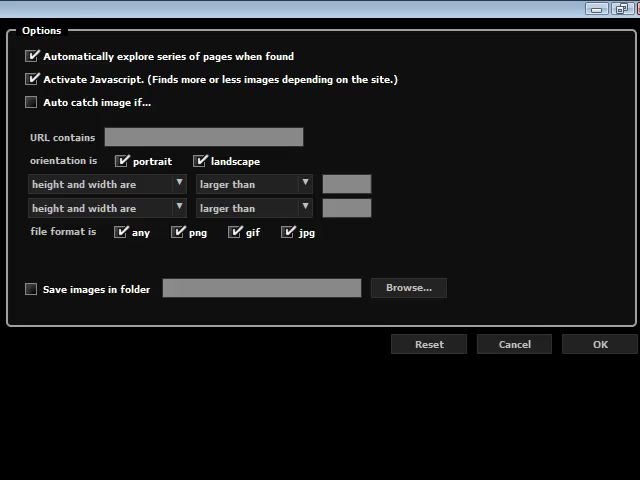 Options
Automatically explore series of pages when found
Activate Javascript. (Finds more or less images depending on the site.)
Auto catch image if...
URL contains
orientation is portrait landscape
height and width are larger than
height and width are larger than
file format is any png gif jpg
Save images in folder Browse...
Reset Cancel OK